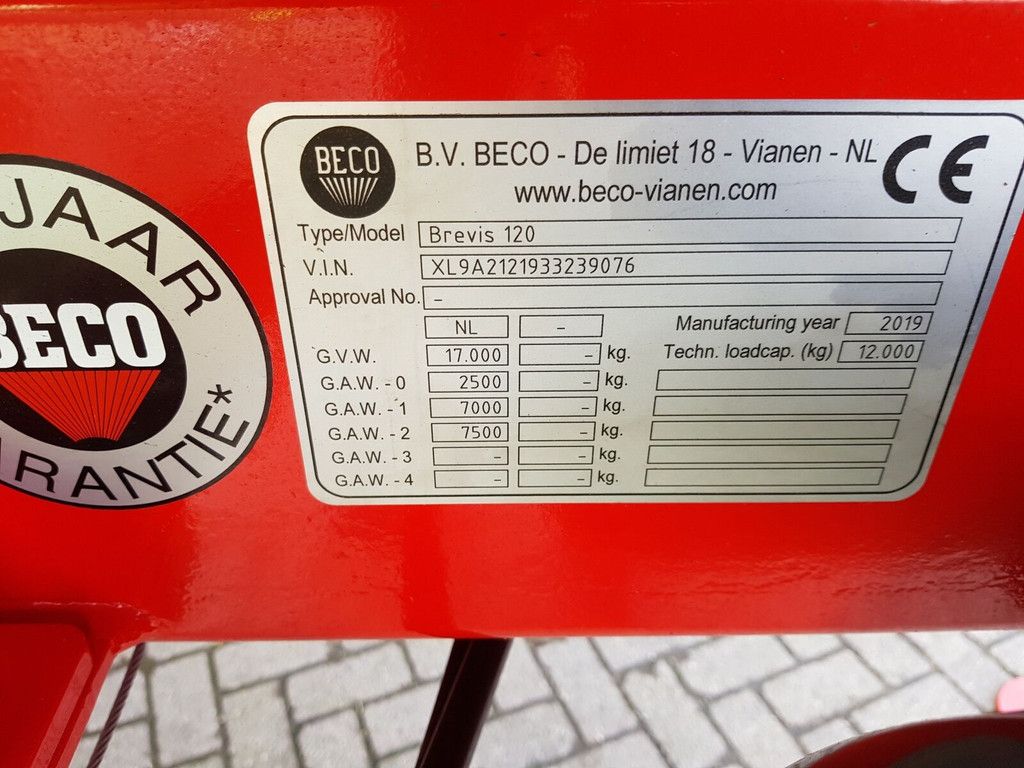 JAAR
BECO
ARANTIE*
BECO
B.V. BECO - De limiet 18 - Vianen - NL CE
www.beco-vianen.com
Type/Model Brevis 120
V.I.N. XL9A2121933239076
Approval No. -
NL - Manufacturing year 2019
G.V.W. 17.000 - kg. Techn. loadcap. (kg) 12.000
G.A.W. - 0 2500 - kg.
G.A.W. - 1 7000 - kg.
G.A.W. - 2 7500 - kg.
G.A.W. - 3 - - kg.
G.A.W. - 4 - - kg.